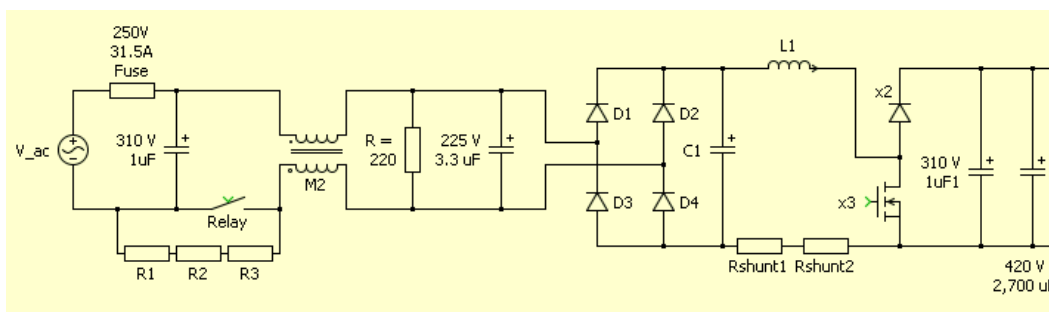 250V
31.5A
Fuse
V_ac
310 V
1uF
Relay
R1
R2
R3
M2
R =
220
225 V
3.3 uF
D1
D2
D3
D4
C1
L1
Rshunt1
Rshunt2
x2
x3
310 V
1uF1
420 V